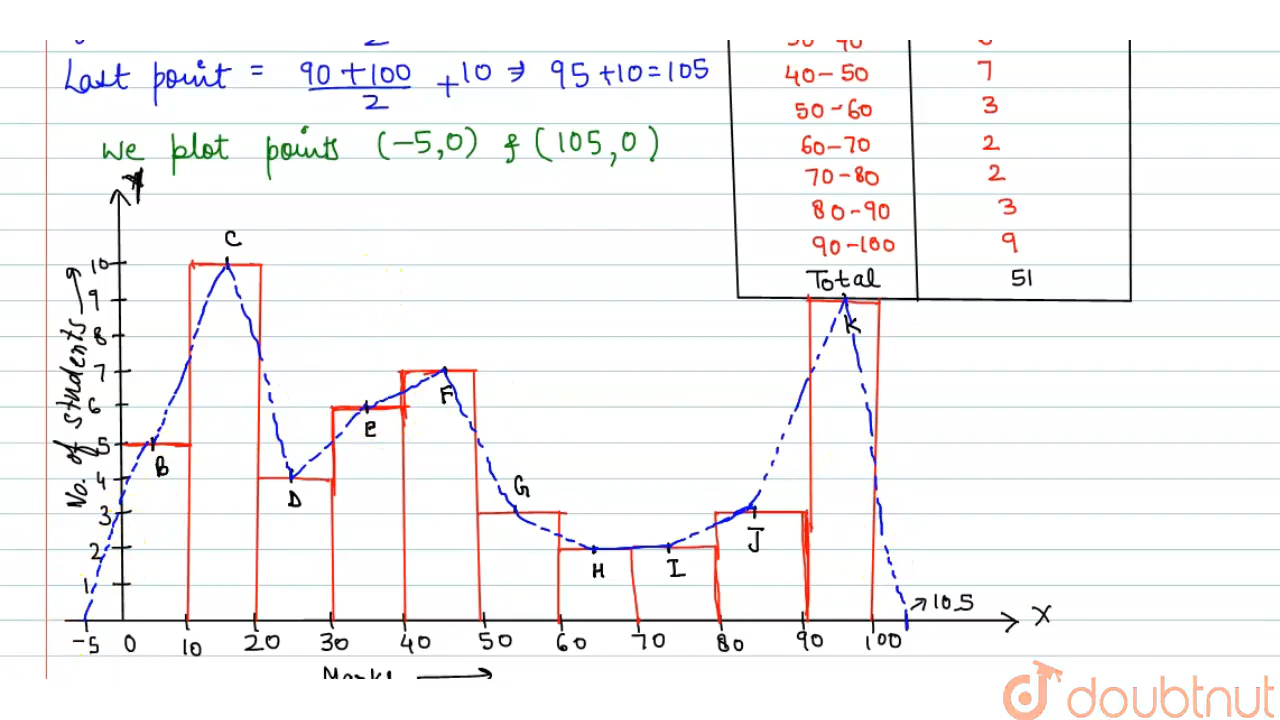 Last point = 90+100/2 +10 ⇒ 95+10=105
we plot points (-5,0) & (105,0)
40-50 7
50-60 3
60-70 2
70-80 2
80-90 3
90-100 9
Total 51
Y
No. of students →
10
9
8
7
6
5
4
3
2
1
B
C
D
E
F
G
H
I
J
K
10.5
X
-5 0 10 20 30 40 50 60 70 80 90 100
Marks →
doubtnut